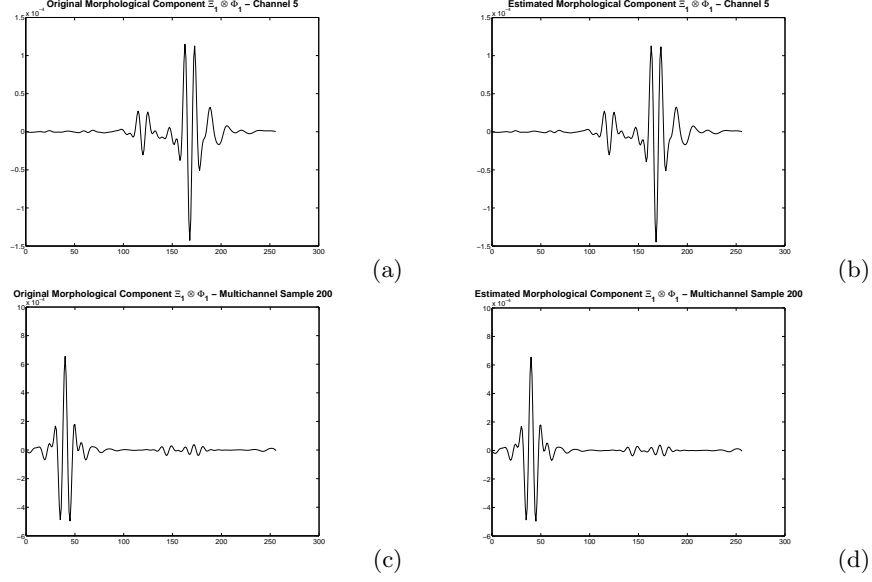 Original Morphological Component Ξ₁ ⊗ Φ₁ – Channel 5
x 10⁻⁴
1.5
1
0.5
0
−0.5
−1
−1.5
0 50 100 150 200 250 300
(a)
Estimated Morphological Component Ξ₁ ⊗ Φ₁ – Channel 5
x 10⁻⁴
1.5
1
0.5
0
−0.5
−1
−1.5
0 50 100 150 200 250 300
(b)
Original Morphological Component Ξ₁ ⊗ Φ₁ – Multichannel Sample 200
x 10⁻⁴
10
8
6
4
2
0
−2
−4
−6
0 50 100 150 200 250 300
(c)
Estimated Morphological Component Ξ₁ ⊗ Φ₁ – Multichannel Sample 200
x 10⁻⁴
10
8
6
4
2
0
−2
−4
−6
0 50 100 150 200 250 300
(d)